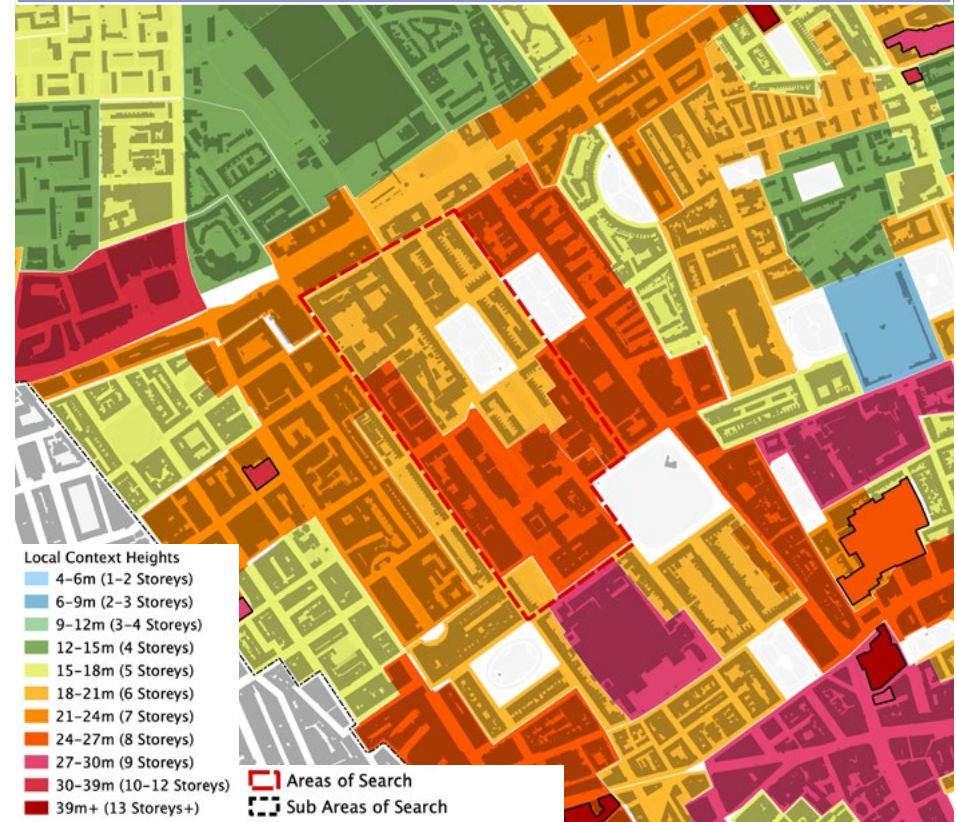 Local Context Heights
4–6m (1–2 Storeys)
6–9m (2–3 Storeys)
9–12m (3–4 Storeys)
12–15m (4 Storeys)
15–18m (5 Storeys)
18–21m (6 Storeys)
21–24m (7 Storeys)
24–27m (8 Storeys)
27–30m (9 Storeys)
30–39m (10–12 Storeys)
39m+ (13 Storeys+)
Areas of Search
Sub Areas of Search